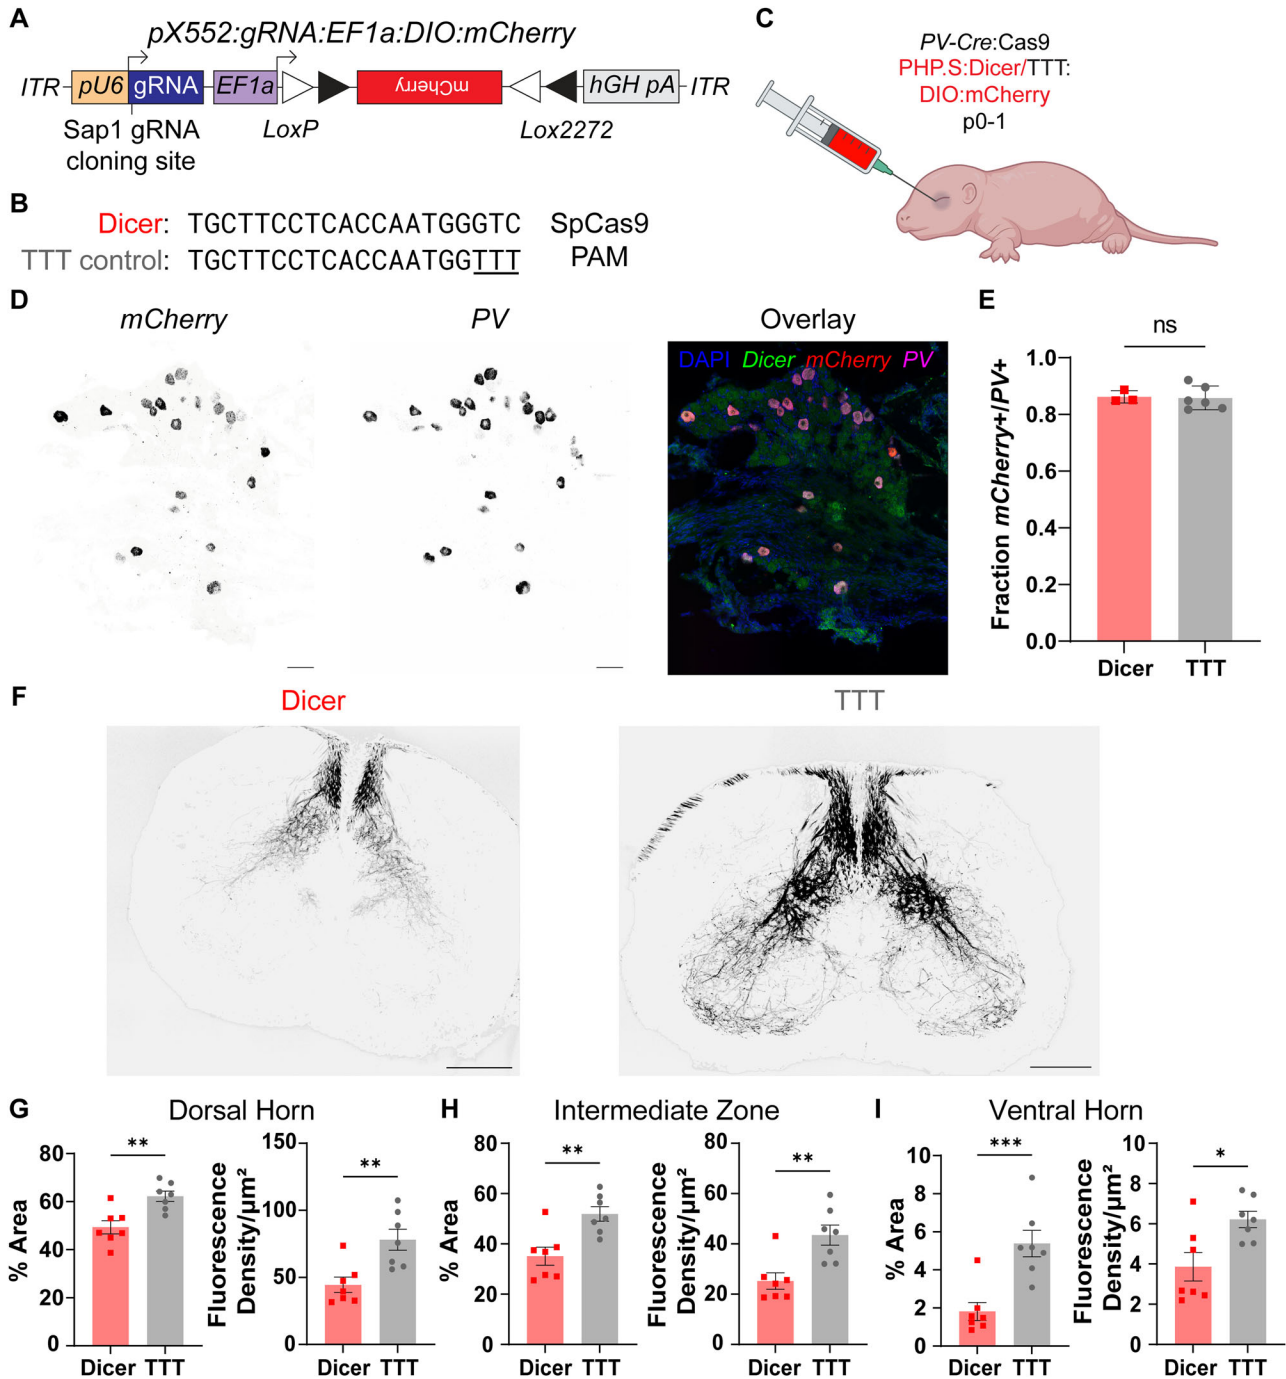 A
pX552:gRNA:EF1a:DIO:mCherry
ITR pU6 gRNA EF1a mCherry hGH pA ITR
Sap1 gRNA
cloning site
LoxP
Lox2272
B
Dicer: TGCTTCCTCACCAATGGGTC SpCas9
TTT control: TGCTTCCTCACCAATGGTTT PAM
C
PV-Cre:Cas9
PHP.S:Dicer/TTT:
DIO:mCherry
p0-1
D
mCherry
PV
Overlay
DAPI Dicer mCherry PV
E
ns
Fraction mCherry+/PV+
1.0
0.8
0.6
0.4
0.2
0.0
Dicer TTT
F
Dicer
TTT
G
Dorsal Horn
% Area
80
60
40
20
0
**
Dicer TTT
Fluorescence
Density/µm²
150
100
50
0
**
Dicer TTT
H
Intermediate Zone
% Area
80
60
40
20
0
**
Dicer TTT
Fluorescence
Density/µm²
80
60
40
20
0
**
Dicer TTT
I
Ventral Horn
% Area
10
8
6
4
2
0
***
Dicer TTT
Fluorescence
Density/µm²
10
8
6
4
2
0
*
Dicer TTT